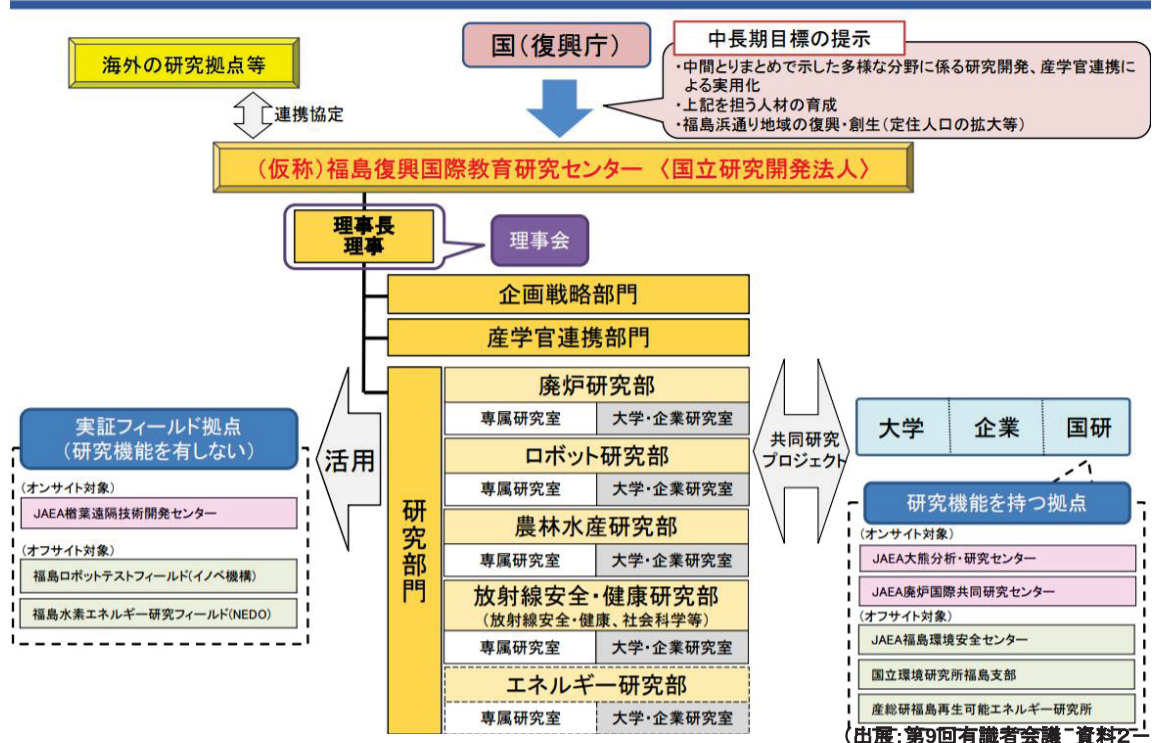 海外の研究拠点等
連携協定
国(復興庁)
中長期目標の提示
・中間とりまとめで示した多様な分野に係る研究開発、産学官連携に
よる実用化
・上記を担う人材の育成
・福島浜通り地域の復興・創生(定住人口の拡大等)
(仮称)福島復興国際教育研究センター 〈国立研究開発法人〉
理事長
理事
理事会
企画戦略部門
産学官連携部門
研究部門
廃炉研究部
専属研究室 大学・企業研究室
ロボット研究部
専属研究室 大学・企業研究室
農林水産研究部
専属研究室 大学・企業研究室
放射線安全・健康研究部
(放射線安全・健康、社会科学等)
専属研究室 大学・企業研究室
エネルギー研究部
専属研究室 大学・企業研究室
活用
実証フィールド拠点
(研究機能を有しない)
(オンサイト対象)
JAEA楢葉遠隔技術開発センター
(オフサイト対象)
福島ロボットテストフィールド(イノベ機構)
福島水素エネルギー研究フィールド(NEDO)
共同研究
プロジェクト
大学 企業 国研
研究機能を持つ拠点
(オンサイト対象)
JAEA大熊分析・研究センター
JAEA廃炉国際共同研究センター
(オフサイト対象)
JAEA福島環境安全センター
国立環境研究所福島支部
産総研福島再生可能エネルギー研究所
(出展:第9回有識者会議 資料2ー